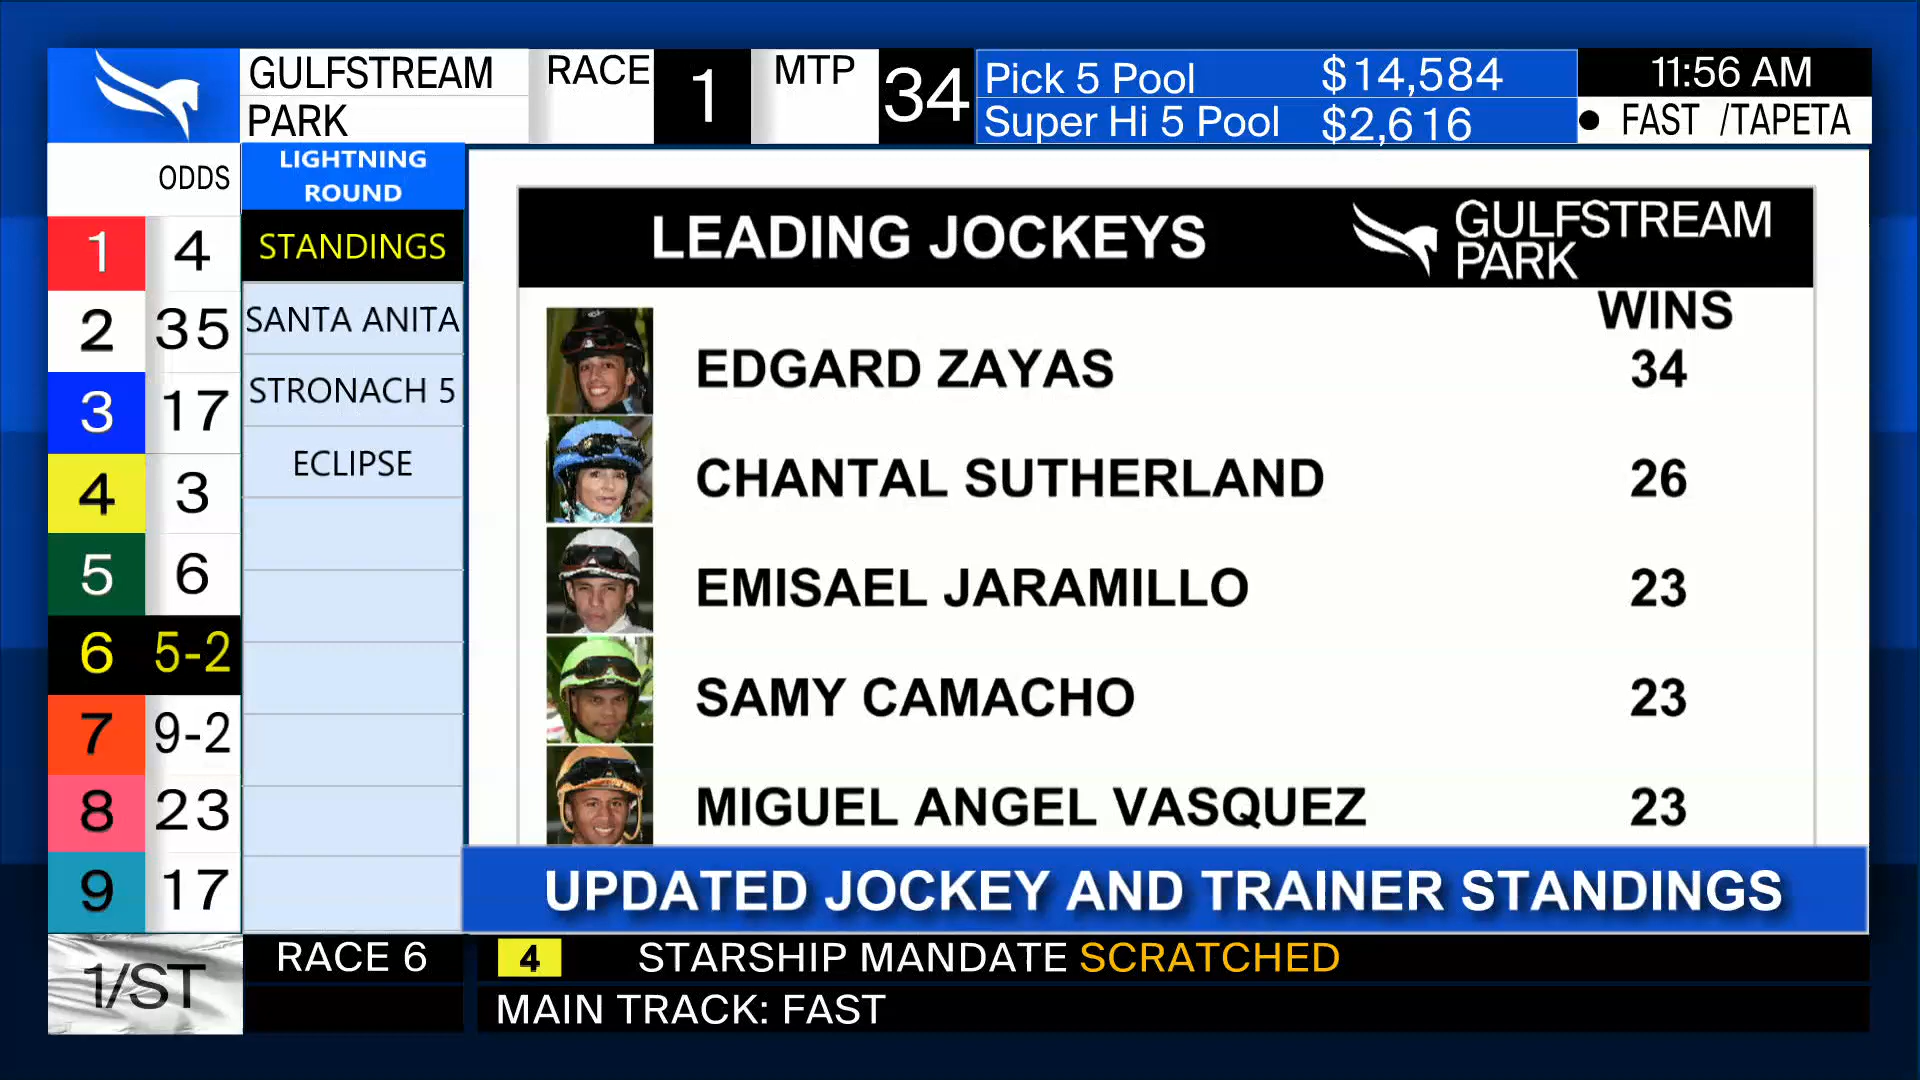 GULFSTREAM
PARK
RACE 1 MTP 34
Pick 5 Pool $14,584
Super Hi 5 Pool $2,616
11:56 AM
● FAST /TAPETA
ODDS
1 4
2 35
3 17
4 3
5 6
6 5-2
7 9-2
8 23
9 17
LIGHTNING
ROUND
STANDINGS
SANTA ANITA
STRONACH 5
ECLIPSE
LEADING JOCKEYS
GULFSTREAM
PARK
WINS
EDGARD ZAYAS 34
CHANTAL SUTHERLAND 26
EMISAEL JARAMILLO 23
SAMY CAMACHO 23
MIGUEL ANGEL VASQUEZ 23
UPDATED JOCKEY AND TRAINER STANDINGS
1/ST
RACE 6 4 STARSHIP MANDATE SCRATCHED
MAIN TRACK: FAST